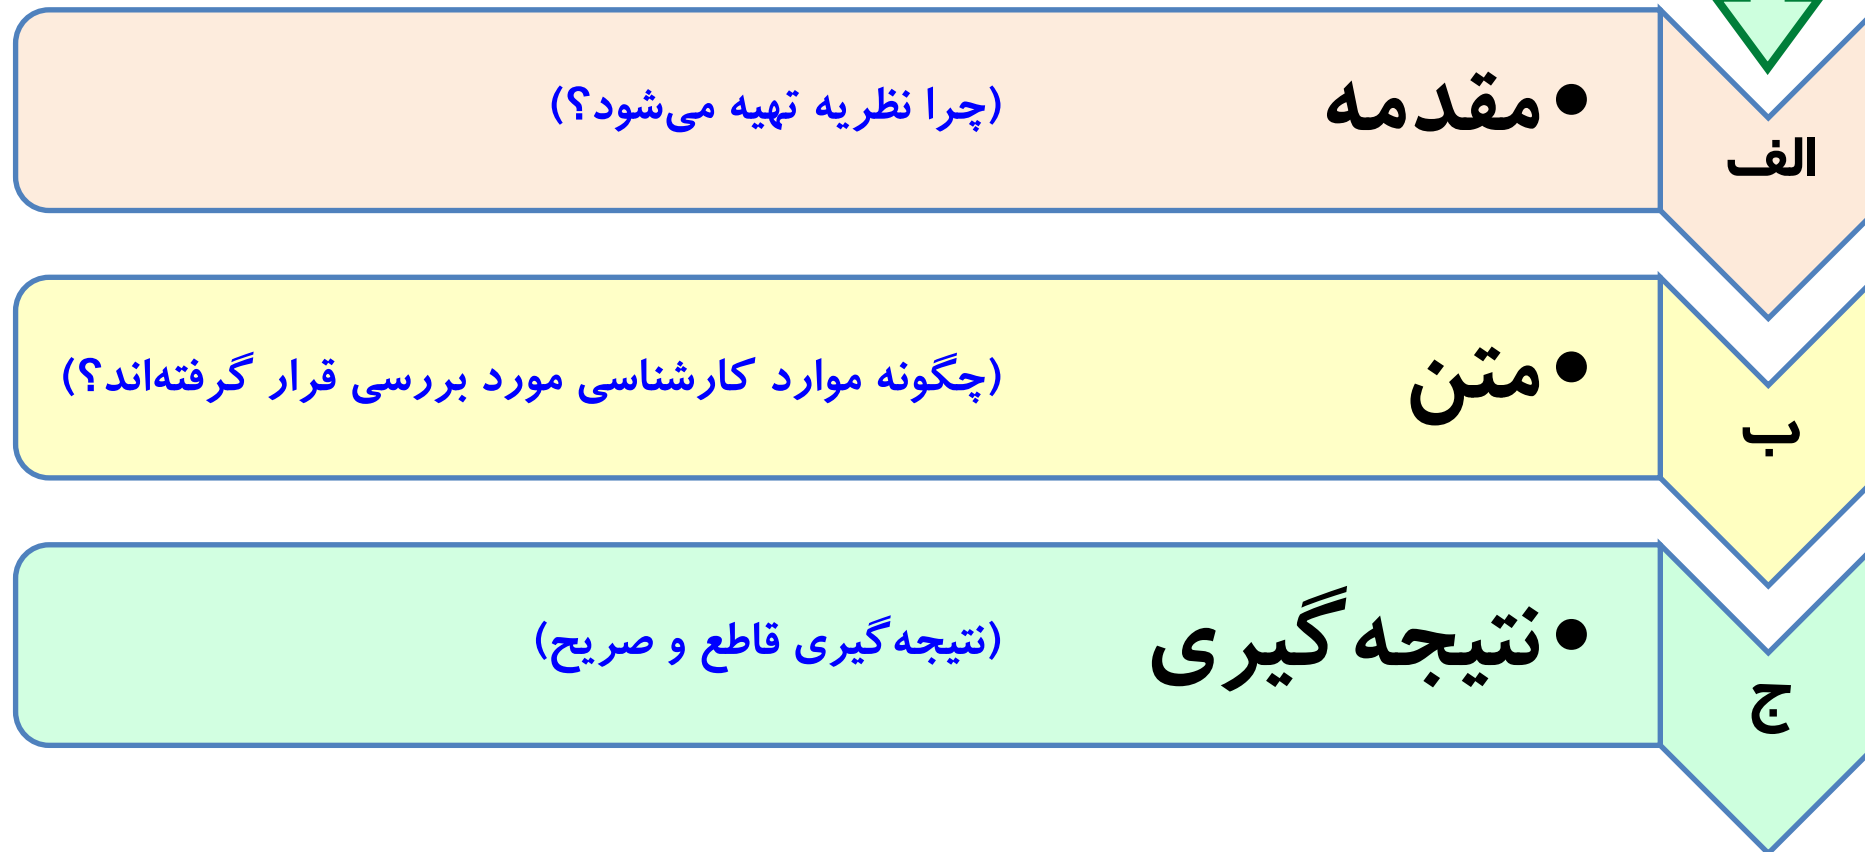 الف
•مقدمه (چرا نظریه تهیه می‌شود؟)
ب
•متن (چگونه موارد کارشناسی مورد بررسی قرار گرفته‌اند؟)
ج
•نتیجه گیری (نتیجه گیری قاطع و صریح)